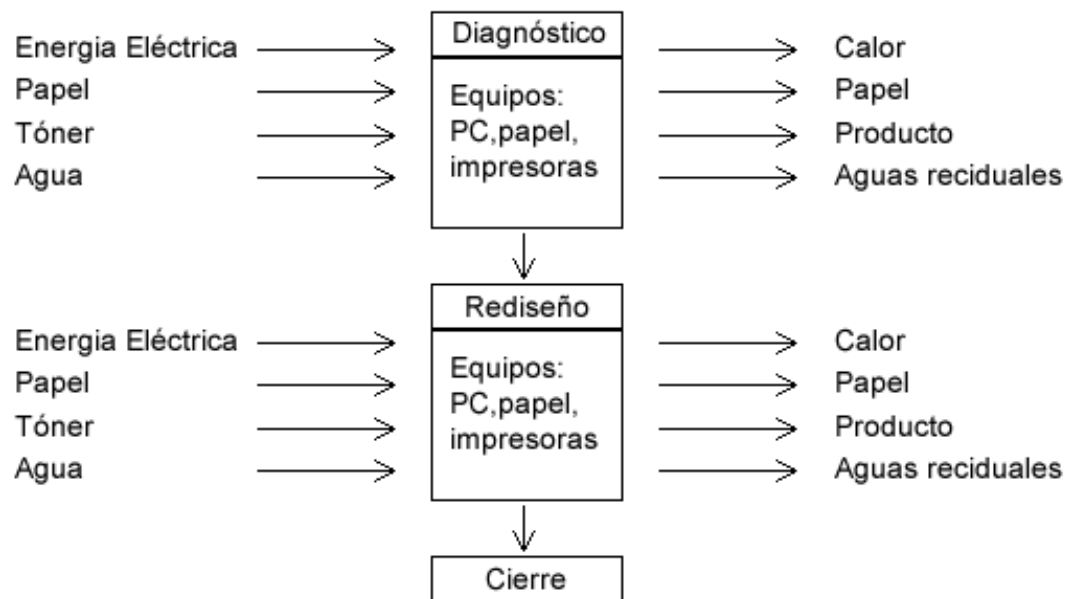 Diagnóstico
Energia Eléctrica
Calor
Papel
Equipos:
Papel
Tóner
PC,papel,
Producto
Agua
impresoras
Aguas reciduales
Rediseño
Energia Eléctrica
Calor
Papel
Equipos:
Papel
Tóner
PC,papel,
Producto
Agua
impresoras
Aguas reciduales
Cierre